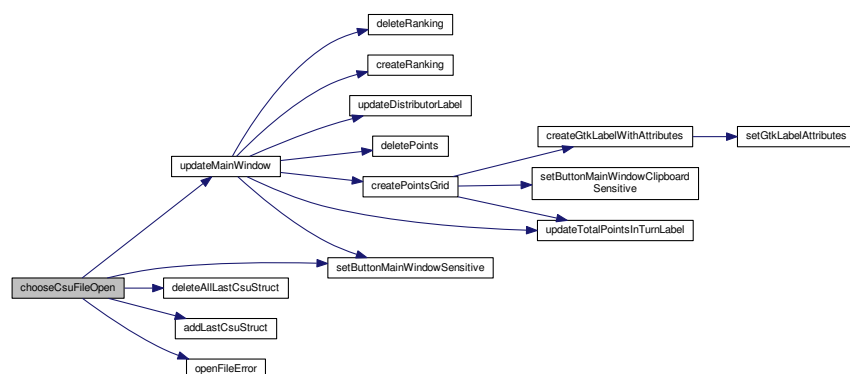 deleteRanking
createRanking
updateDistributorLabel
createGtkLabelWithAttributes
setGtkLabelAttributes
deletePoints
updateMainWindow
createPointsGrid
setButtonMainWindowClipboard
Sensitive
updateTotalPointsInTurnLabel
setButtonMainWindowSensitive
chooseCsuFileOpen
deleteAllLastCsuStruct
addLastCsuStruct
openFileError